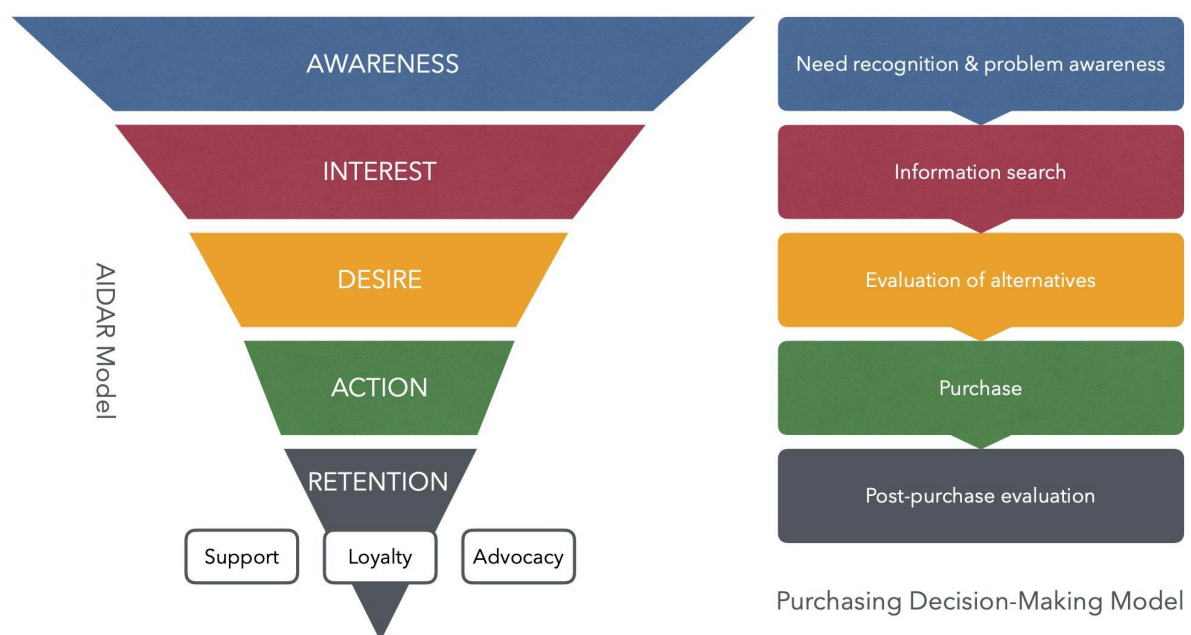 AWARENESS
INTEREST
DESIRE
ACTION
RETENTION
Support
Loyalty
Advocacy
AIDAR Model
Need recognition & problem awareness
Information search
Evaluation of alternatives
Purchase
Post-purchase evaluation
Purchasing Decision-Making Model